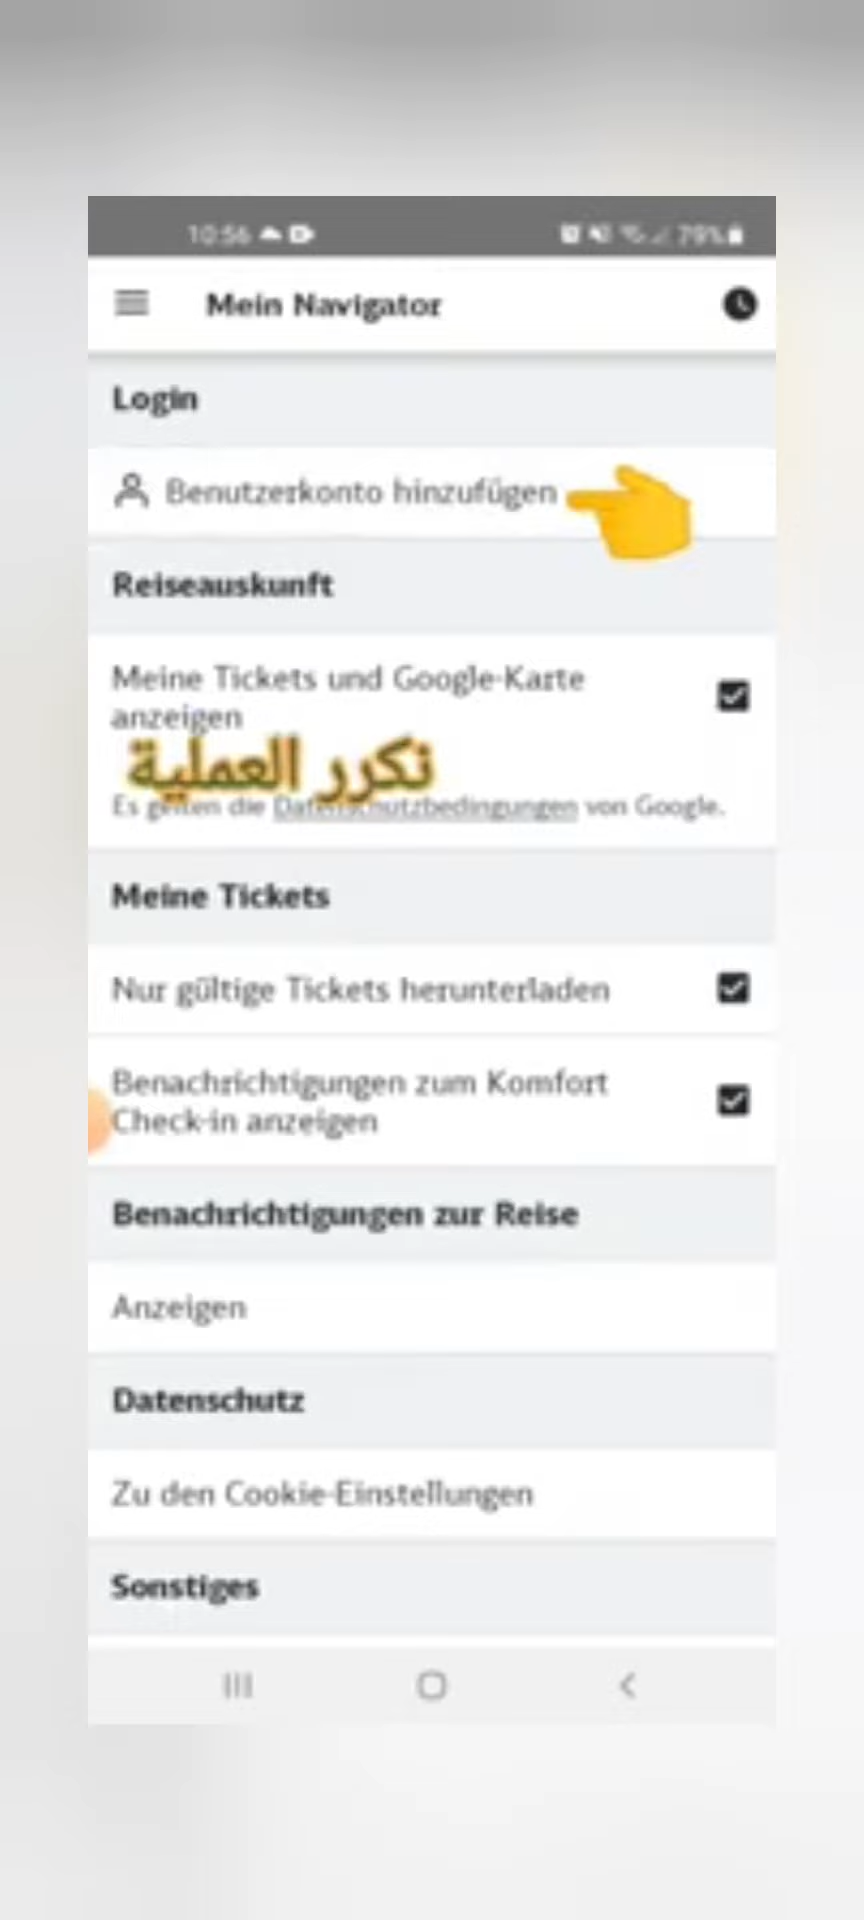 10:56
79%
Mein Navigator
Login
Benutzerkonto hinzufügen
Reiseauskunft
Meine Tickets und Google-Karte
anzeigen
نكرر العملية
Es gelten die Datenschutzbedingungen von Google.
Meine Tickets
Nur gültige Tickets herunterladen
Benachrichtigungen zum Komfort
Check-in anzeigen
Benachrichtigungen zur Reise
Anzeigen
Datenschutz
Zu den Cookie-Einstellungen
Sonstiges